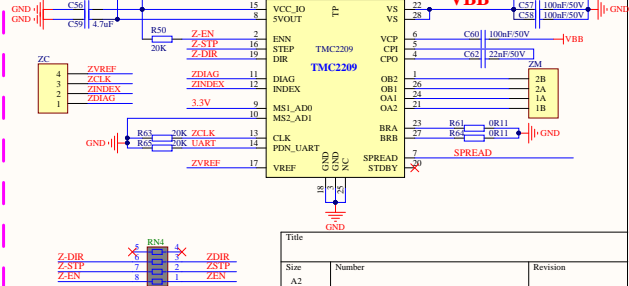 GND C56 15 VCC_IO TP VS 22 VBB C57 100nF/50V GND
GND C59 4.7uF 8 5VOUT VS 28 C58 100nF/50V
R50 20K
Z-EN 2 ENN VCP 6 C60 100nF/50V VBB
Z-STP 16 STEP TMC2209 CPI 5
Z-DIR 19 DIR CPO 4 C62 22nF/50V
TMC2209
ZC ZM
4 ZVREF ZDIAG 11 DIAG OB2 1 2B
3 ZCLK ZINDEX 12 INDEX OB1 26 2A
2 ZINDEX OA1 24 1A
1 ZDIAG 3.3V 9 MS1_AD0 OA2 21 1B
10 MS2_AD1
BRA 23 R61 0R11
GND R63 20K ZCLK 13 CLK BRB 27 R64 0R11 GND
R65 20K UART 14 PDN_UART
SPREAD 7 SPREAD
ZVREF 17 VREF STDBY 20
GND GND NC
18 3 25
GND
RN4
5 4
Z-DIR 6 3 ZDIR
Z-STP 7 2 ZSTP
Z-EN 8 1 ZEN
Title
Size Number Revision
A2